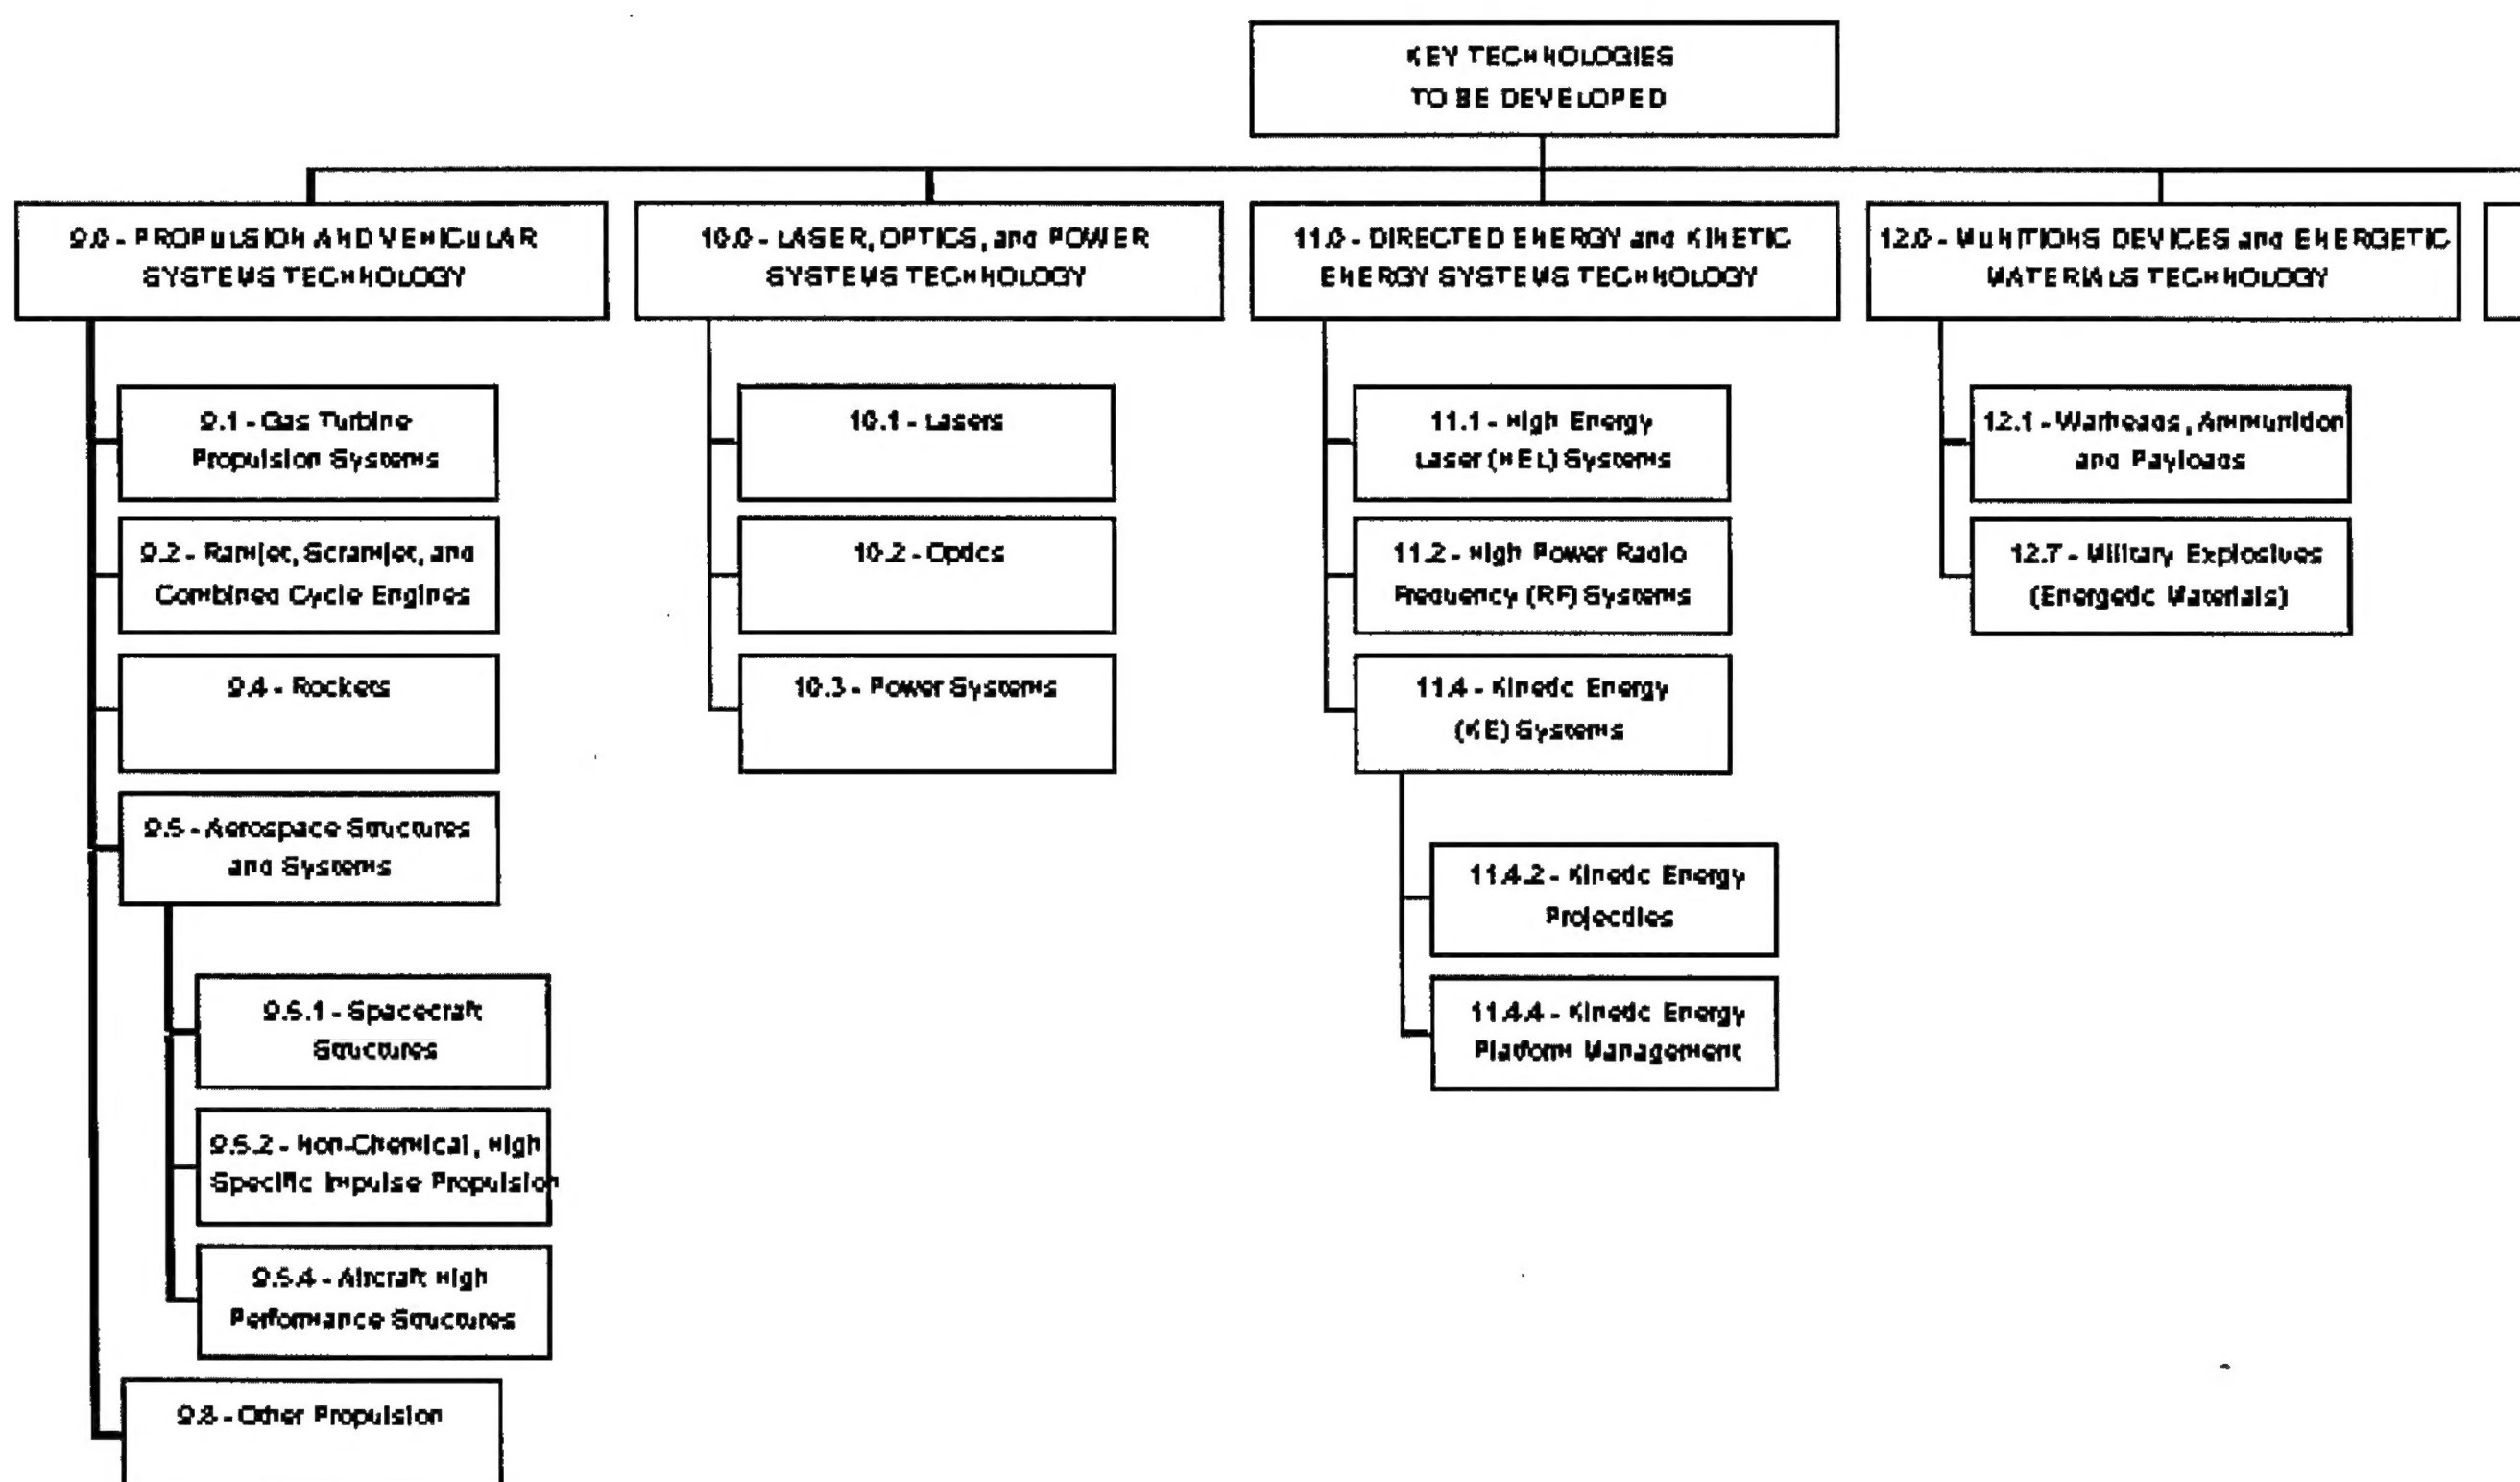 KEY TECHNOLOGIES
TO BE DEVELOPED
9.0 - PROPULSION AND VEHICULAR
SYSTEMS TECHNOLOGY
10.0 - LASER, OPTICS, and POWER
SYSTEMS TECHNOLOGY
11.0 - DIRECTED ENERGY and KINETIC
ENERGY SYSTEMS TECHNOLOGY
12.0 - MUNITIONS DEVICES and ENERGETIC
MATERIALS TECHNOLOGY
9.1 - Gas Turbine
Propulsion Systems
9.2 - Ramjet, Scramjet, and
Combined Cycle Engines
9.4 - Rockets
9.5 - Aerospace Structures
and Systems
9.5.1 - Spacecraft
Structures
9.5.2 - Non-Chemical, High
Specific Impulse Propulsion
9.5.4 - Aircraft High
Performance Structures
9.8 - Other Propulsion
10.1 - Lasers
10.2 - Optics
10.3 - Power Systems
11.1 - High Energy
Laser (HEL) Systems
11.2 - High Power Radio
Frequency (RF) Systems
11.4 - Kinetic Energy
(KE) Systems
11.4.2 - Kinetic Energy
Projectiles
11.4.4 - Kinetic Energy
Platform Management
12.1 - Warheads, Ammunition
and Payloads
12.7 - Military Explosives
(Energetic Materials)